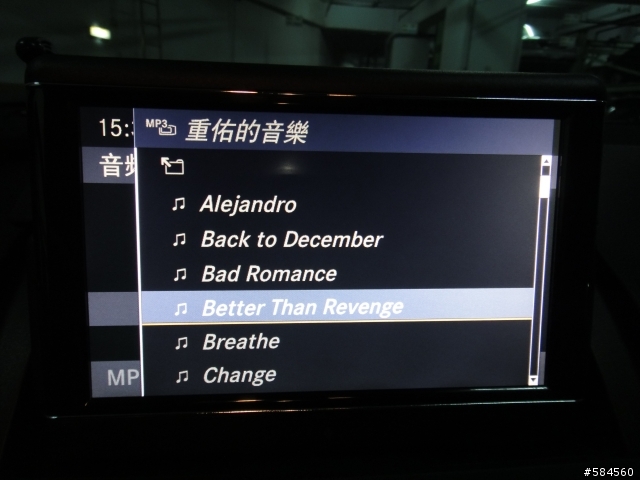 15:
MP3 重佑的音樂
音頻
Alejandro
Back to December
Bad Romance
Better Than Revenge
Breathe
Change
MP
#584560